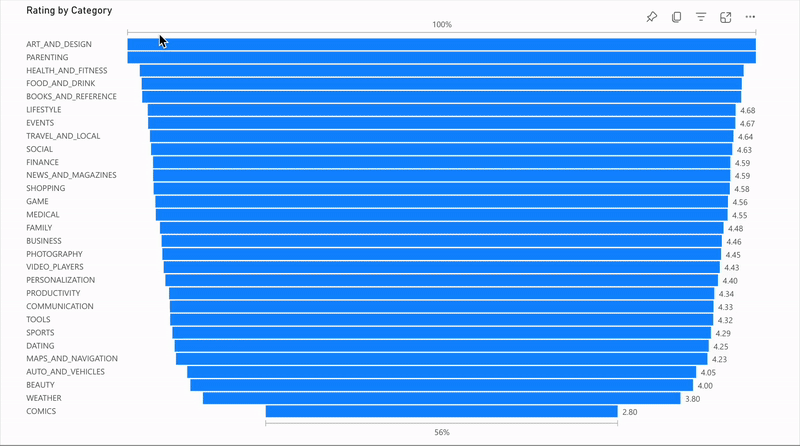 Rating by Category
100%
ART_AND_DESIGN
PARENTING
HEALTH_AND_FITNESS
FOOD_AND_DRINK
BOOKS_AND_REFERENCE
LIFESTYLE 4.68
EVENTS 4.67
TRAVEL_AND_LOCAL 4.64
SOCIAL 4.63
FINANCE 4.59
NEWS_AND_MAGAZINES 4.59
SHOPPING 4.58
GAME 4.56
MEDICAL 4.55
FAMILY 4.48
BUSINESS 4.46
PHOTOGRAPHY 4.45
VIDEO_PLAYERS 4.43
PERSONALIZATION 4.40
PRODUCTIVITY 4.34
COMMUNICATION 4.33
TOOLS 4.32
SPORTS 4.29
DATING 4.25
MAPS_AND_NAVIGATION 4.23
AUTO_AND_VEHICLES 4.05
BEAUTY 4.00
WEATHER 3.80
COMICS 2.80
56%